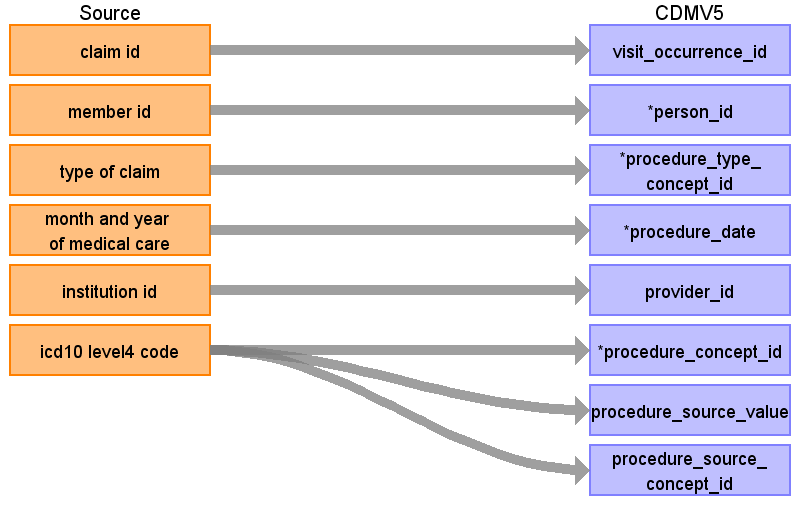 Source
CDMV5
claim id
visit_occurrence_id
member id
*person_id
type of claim
*procedure_type_
concept_id
month and year
of medical care
*procedure_date
institution id
provider_id
icd10 level4 code
*procedure_concept_id
procedure_source_value
procedure_source_
concept_id